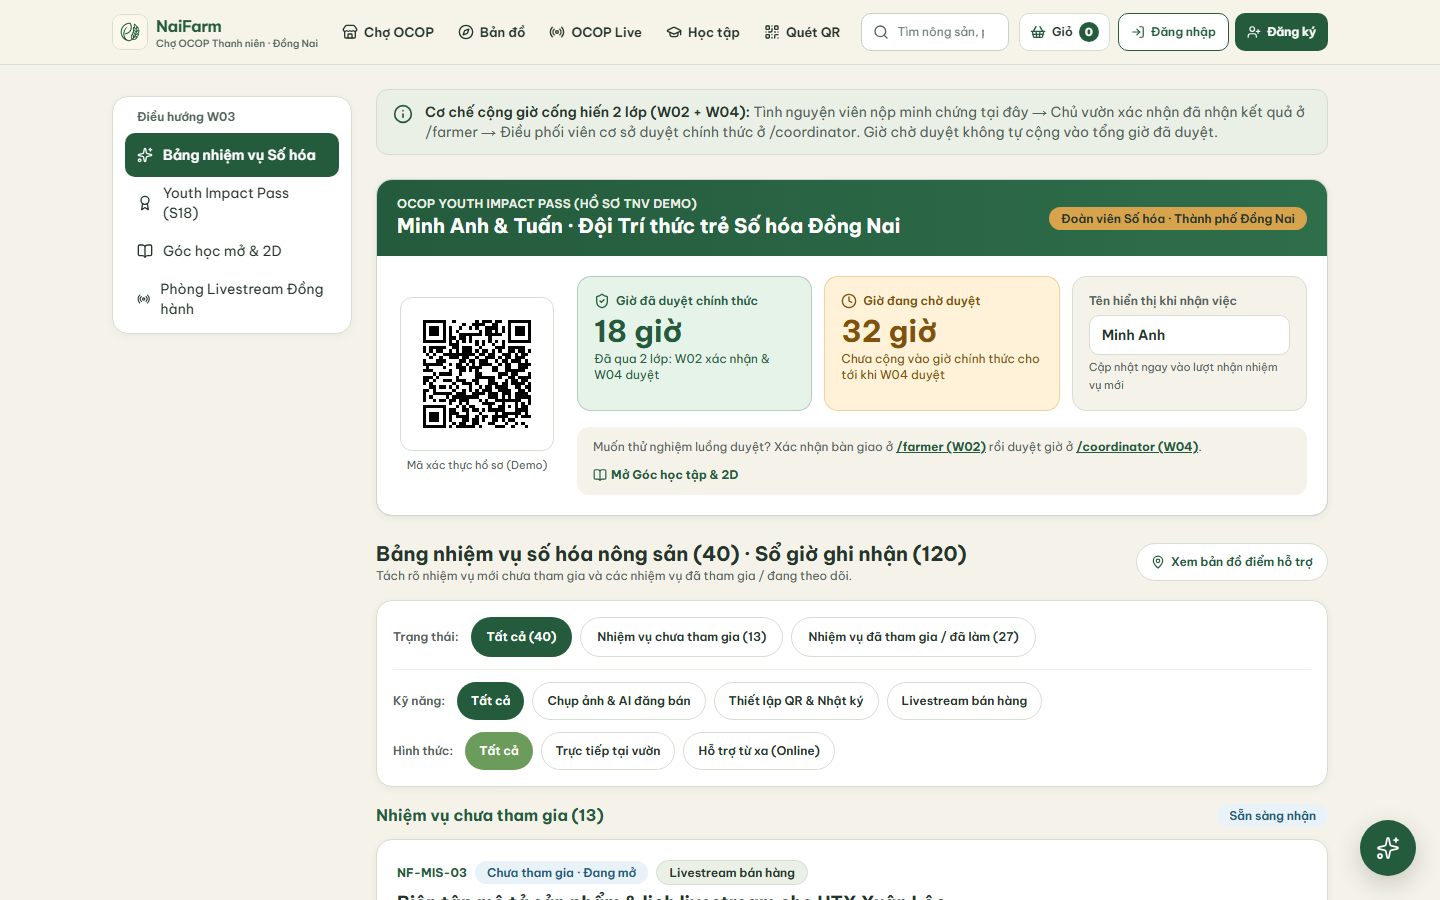 NaiFarm
Chợ OCOP Thanh niên · Đồng Nai
Chợ OCOP
Bản đồ
OCOP Live
Học tập
Quét QR
Tìm nông sản,
Giỏ 0
Đăng nhập
Đăng ký
Điều hướng W03
Bảng nhiệm vụ Số hóa
Youth Impact Pass
(S18)
Góc học mở & 2D
Phòng Livestream Đồng
hành
Cơ chế cộng giờ cống hiến 2 lớp (W02 + W04): Tình nguyện viên nộp minh chứng tại đây → Chủ vườn xác nhận đã nhận kết quả ở
/farmer → Điều phối viên cơ sở duyệt chính thức ở /coordinator. Giờ chờ duyệt không tự cộng vào tổng giờ đã duyệt.
OCOP YOUTH IMPACT PASS (HỒ SƠ TNV DEMO)
Minh Anh & Tuấn · Đội Trí thức trẻ Số hóa Đồng Nai
Đoàn viên Số hóa · Thành phố Đồng Nai
Mã xác thực hồ sơ (Demo)
Giờ đã duyệt chính thức
18 giờ
Đã qua 2 lớp: W02 xác nhận &
W04 duyệt
Giờ đang chờ duyệt
32 giờ
Chưa cộng vào giờ chính thức cho
tới khi W04 duyệt
Tên hiển thị khi nhận việc
Minh Anh
Cập nhật ngay vào lượt nhận nhiệm
vụ mới
Muốn thử nghiệm luồng duyệt? Xác nhận bàn giao ở /farmer (W02) rồi duyệt giờ ở /coordinator (W04).
Mở Góc học tập & 2D
Bảng nhiệm vụ số hóa nông sản (40) · Sổ giờ ghi nhận (120)
Tách rõ nhiệm vụ mới chưa tham gia và các nhiệm vụ đã tham gia / đang theo dõi.
Xem bản đồ điểm hỗ trợ
Trạng thái:
Tất cả (40)
Nhiệm vụ chưa tham gia (13)
Nhiệm vụ đã tham gia / đã làm (27)
Kỹ năng:
Tất cả
Chụp ảnh & AI đăng bán
Thiết lập QR & Nhật ký
Livestream bán hàng
Hình thức:
Tất cả
Trực tiếp tại vườn
Hỗ trợ từ xa (Online)
Nhiệm vụ chưa tham gia (13)
Sẵn sàng nhận
NF-MIS-03
Chưa tham gia · Đang mở
Livestream bán hàng
Biên tập mô tả sản phẩm & lịch livestream cho HTX Xuân Lộc